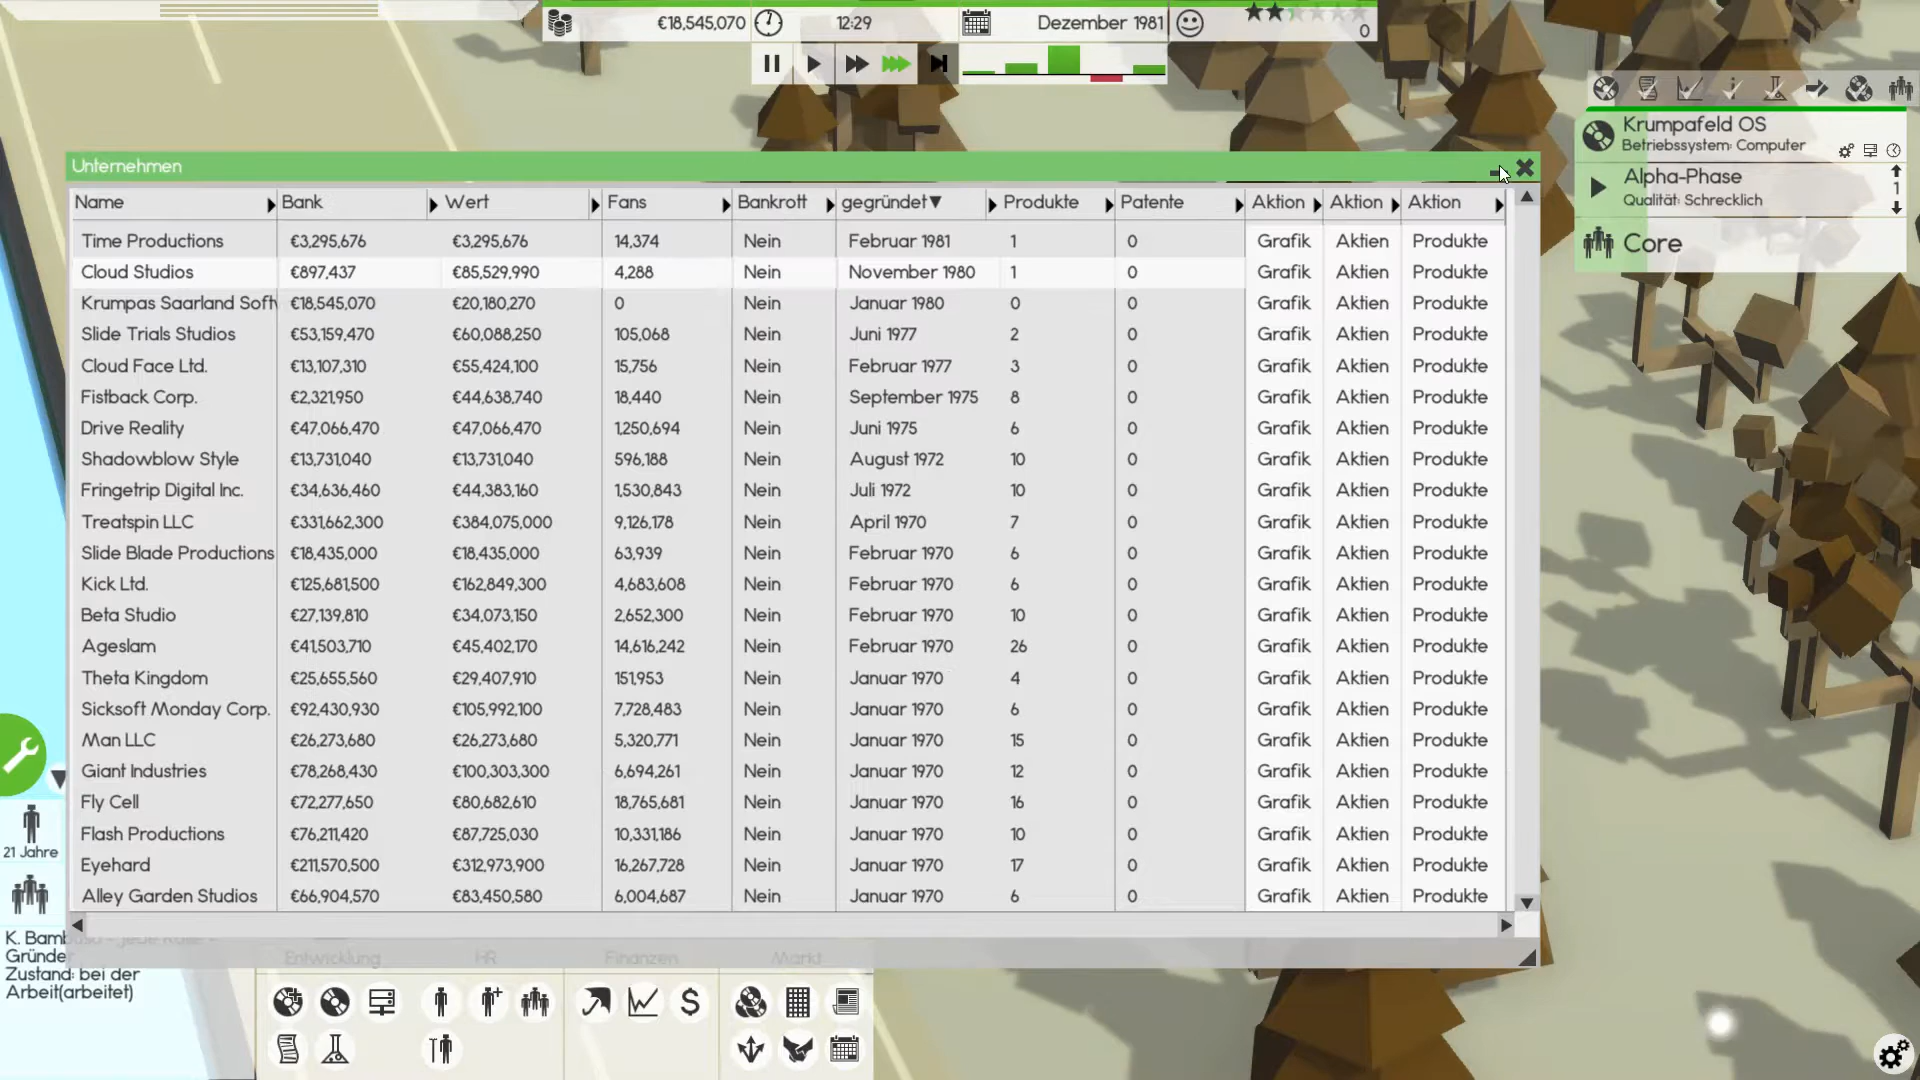 €18,545,070 12:29 Dezember 1981
0
Krumpafeld OS
Betriebssystem: Computer
Alpha-Phase
Qualität: Schrecklich
1
Core
Unternehmen
Name Bank Wert Fans Bankrott gegründet Produkte Patente Aktion Aktion Aktion
Time Productions €3,295,676 €3,295,676 14,374 Nein Februar 1981 1 0 Grafik Aktien Produkte
Cloud Studios €897,437 €85,529,990 4,288 Nein November 1980 1 0 Grafik Aktien Produkte
Krumpas Saarland Softw €18,545,070 €20,180,270 0 Nein Januar 1980 0 0 Grafik Aktien Produkte
Slide Trials Studios €53,159,470 €60,088,250 105,068 Nein Juni 1977 2 0 Grafik Aktien Produkte
Cloud Face Ltd. €13,107,310 €55,424,100 15,756 Nein Februar 1977 3 0 Grafik Aktien Produkte
Fistback Corp. €2,321,950 €44,638,740 18,440 Nein September 1975 8 0 Grafik Aktien Produkte
Drive Reality €47,066,470 €47,066,470 1,250,694 Nein Juni 1975 6 0 Grafik Aktien Produkte
Shadowblow Style €13,731,040 €13,731,040 596,188 Nein August 1972 10 0 Grafik Aktien Produkte
Fringetrip Digital Inc. €34,636,460 €44,383,160 1,530,843 Nein Juli 1972 10 0 Grafik Aktien Produkte
Treatspin LLC €331,662,300 €384,075,000 9,126,178 Nein April 1970 7 0 Grafik Aktien Produkte
Slide Blade Productions €18,435,000 €18,435,000 63,939 Nein Februar 1970 6 0 Grafik Aktien Produkte
Kick Ltd. €125,681,500 €162,849,300 4,683,608 Nein Februar 1970 6 0 Grafik Aktien Produkte
Beta Studio €27,139,810 €34,073,150 2,652,300 Nein Februar 1970 10 0 Grafik Aktien Produkte
Ageslam €41,503,710 €45,402,170 14,616,242 Nein Februar 1970 26 0 Grafik Aktien Produkte
Theta Kingdom €25,655,560 €29,407,910 151,953 Nein Januar 1970 4 0 Grafik Aktien Produkte
Sicksoft Monday Corp. €92,430,930 €105,992,100 7,728,483 Nein Januar 1970 6 0 Grafik Aktien Produkte
Man LLC €26,273,680 €26,273,680 5,320,771 Nein Januar 1970 15 0 Grafik Aktien Produkte
Giant Industries €78,268,430 €100,303,300 6,694,261 Nein Januar 1970 12 0 Grafik Aktien Produkte
Fly Cell €72,277,650 €80,682,610 18,765,681 Nein Januar 1970 16 0 Grafik Aktien Produkte
Flash Productions €76,211,420 €87,725,030 10,331,186 Nein Januar 1970 10 0 Grafik Aktien Produkte
Eyehard €211,570,500 €312,973,900 16,267,728 Nein Januar 1970 17 0 Grafik Aktien Produkte
Alley Garden Studios €66,904,570 €83,450,580 6,004,687 Nein Januar 1970 6 0 Grafik Aktien Produkte
21 Jahre
K. Bambusa - Jede Rolle: -
Gründer
Zustand: bei der
Arbeit(arbeitet)
Entwicklung HR Finanzen Markt